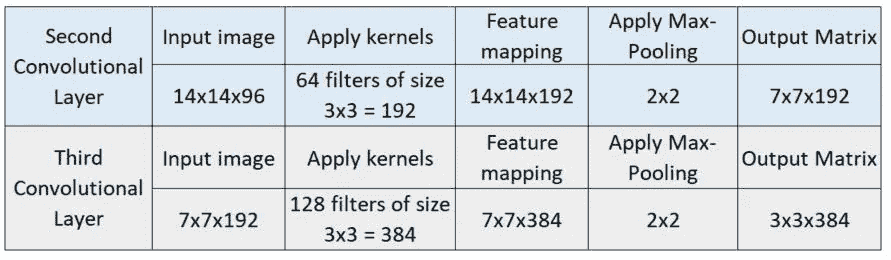 Second
Convolutional
Layer
Input image
Apply kernels
Feature
mapping
Apply Max-
Pooling
Output Matrix
14x14x96
64 filters of size
3x3 = 192
14x14x192
2x2
7x7x192
Third
Convolutional
Layer
Input image
Apply kernels
Feature
mapping
Apply Max-
Pooling
Output Matrix
7x7x192
128 filters of size
3x3 = 384
7x7x384
2x2
3x3x384